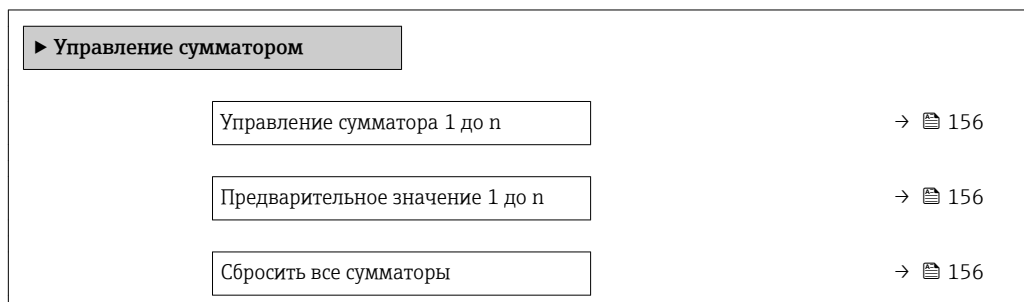 ► Управление сумматором
Управление сумматора 1 до n → 156
Предварительное значение 1 до n → 156
Сбросить все сумматоры → 156